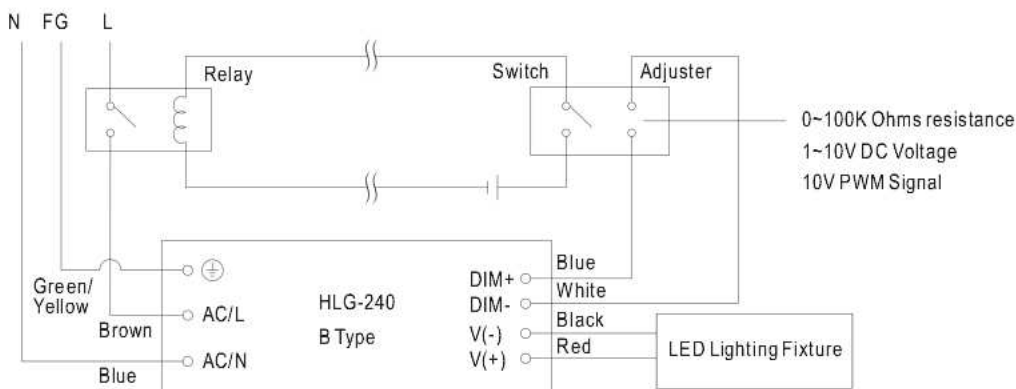 N FG L
Relay
Switch
Adjuster
0~100K Ohms resistance
1~10V DC Voltage
10V PWM Signal
Green/
Yellow
Brown
Blue
AC/L
AC/N
HLG-240
B Type
DIM+
DIM-
V(-)
V(+)
Blue
White
Black
Red
LED Lighting Fixture